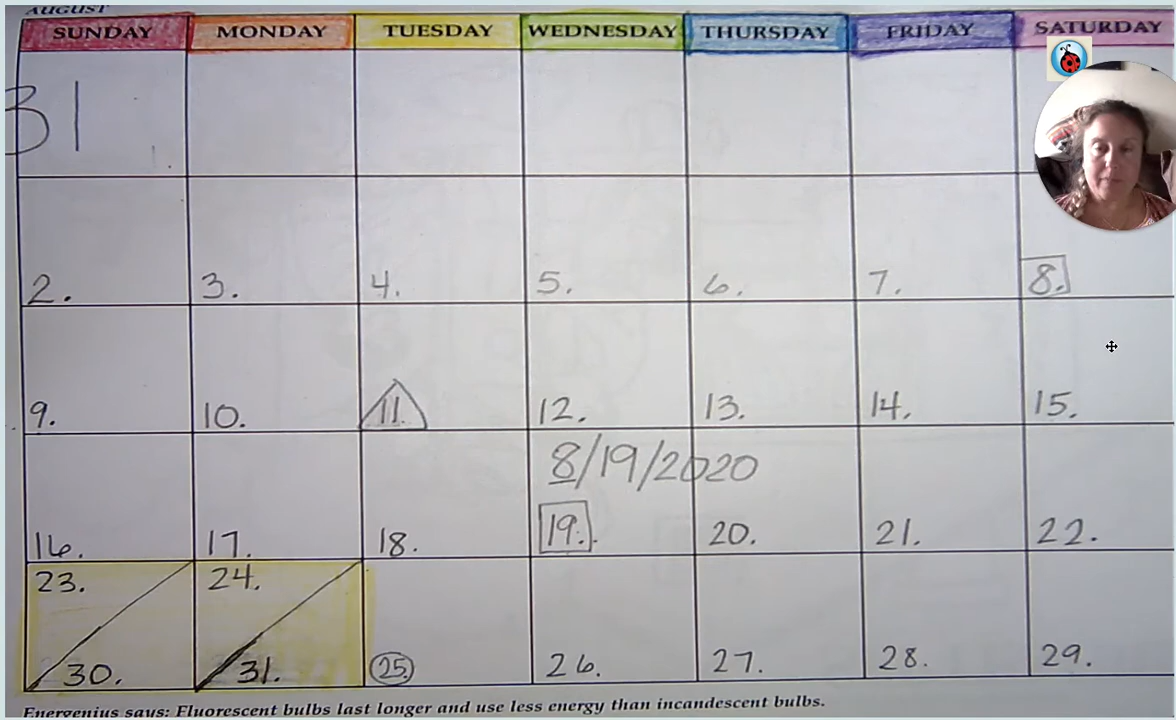 AUGUST
SUNDAY MONDAY TUESDAY WEDNESDAY THURSDAY FRIDAY SATURDAY
31
2. 3. 4. 5. 6. 7. 8.
9. 10. 11. 12. 13. 14. 15.
8/19/2020
16. 17. 18. 19. 20. 21. 22.
23. 24.
30. 31. 25. 26. 27. 28. 29.
Energenius says: Fluorescent bulbs last longer and use less energy than incandescent bulbs.